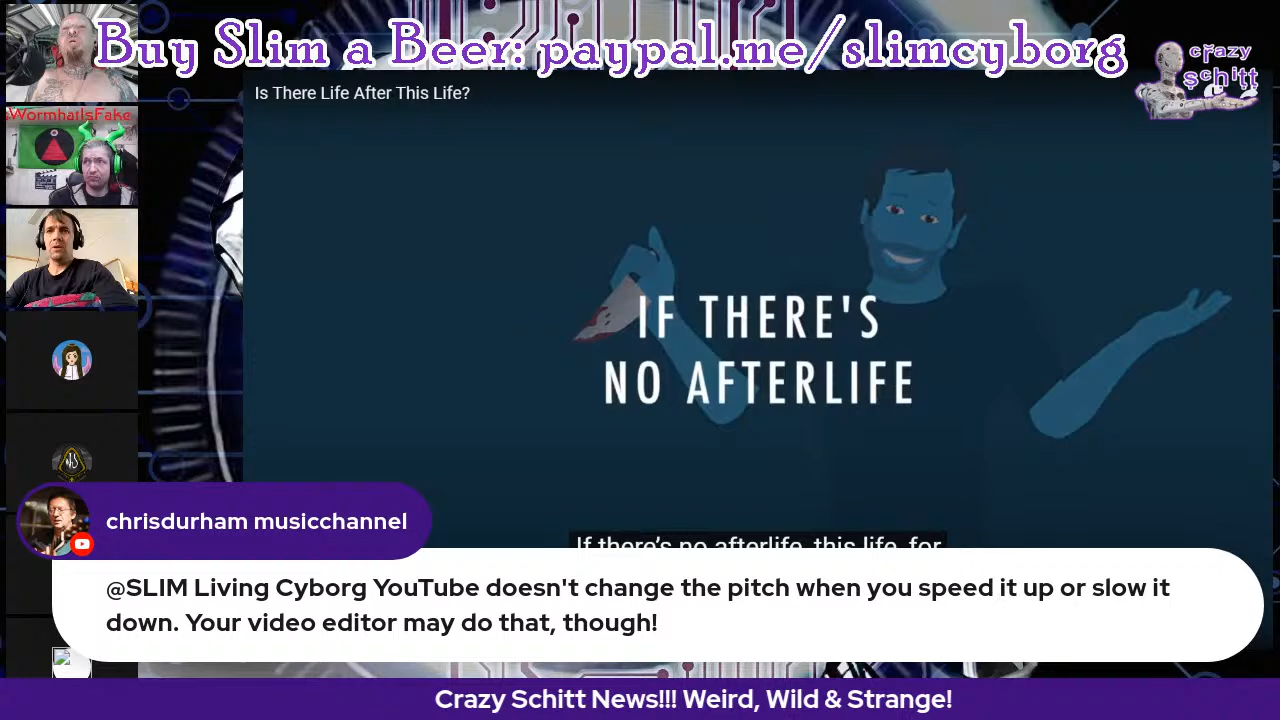 Buy Slim a Beer: paypal.me/slimcyborg
crazy
schitt
WormhailsFake
Is There Life After This Life?
IF THERE'S
NO AFTERLIFE
If there's no afterlife, this life, for
chrisdurham musicchannel
@SLIM Living Cyborg YouTube doesn't change the pitch when you speed it up or slow it
down. Your video editor may do that, though!
Crazy Schitt News!!! Weird, Wild & Strange!